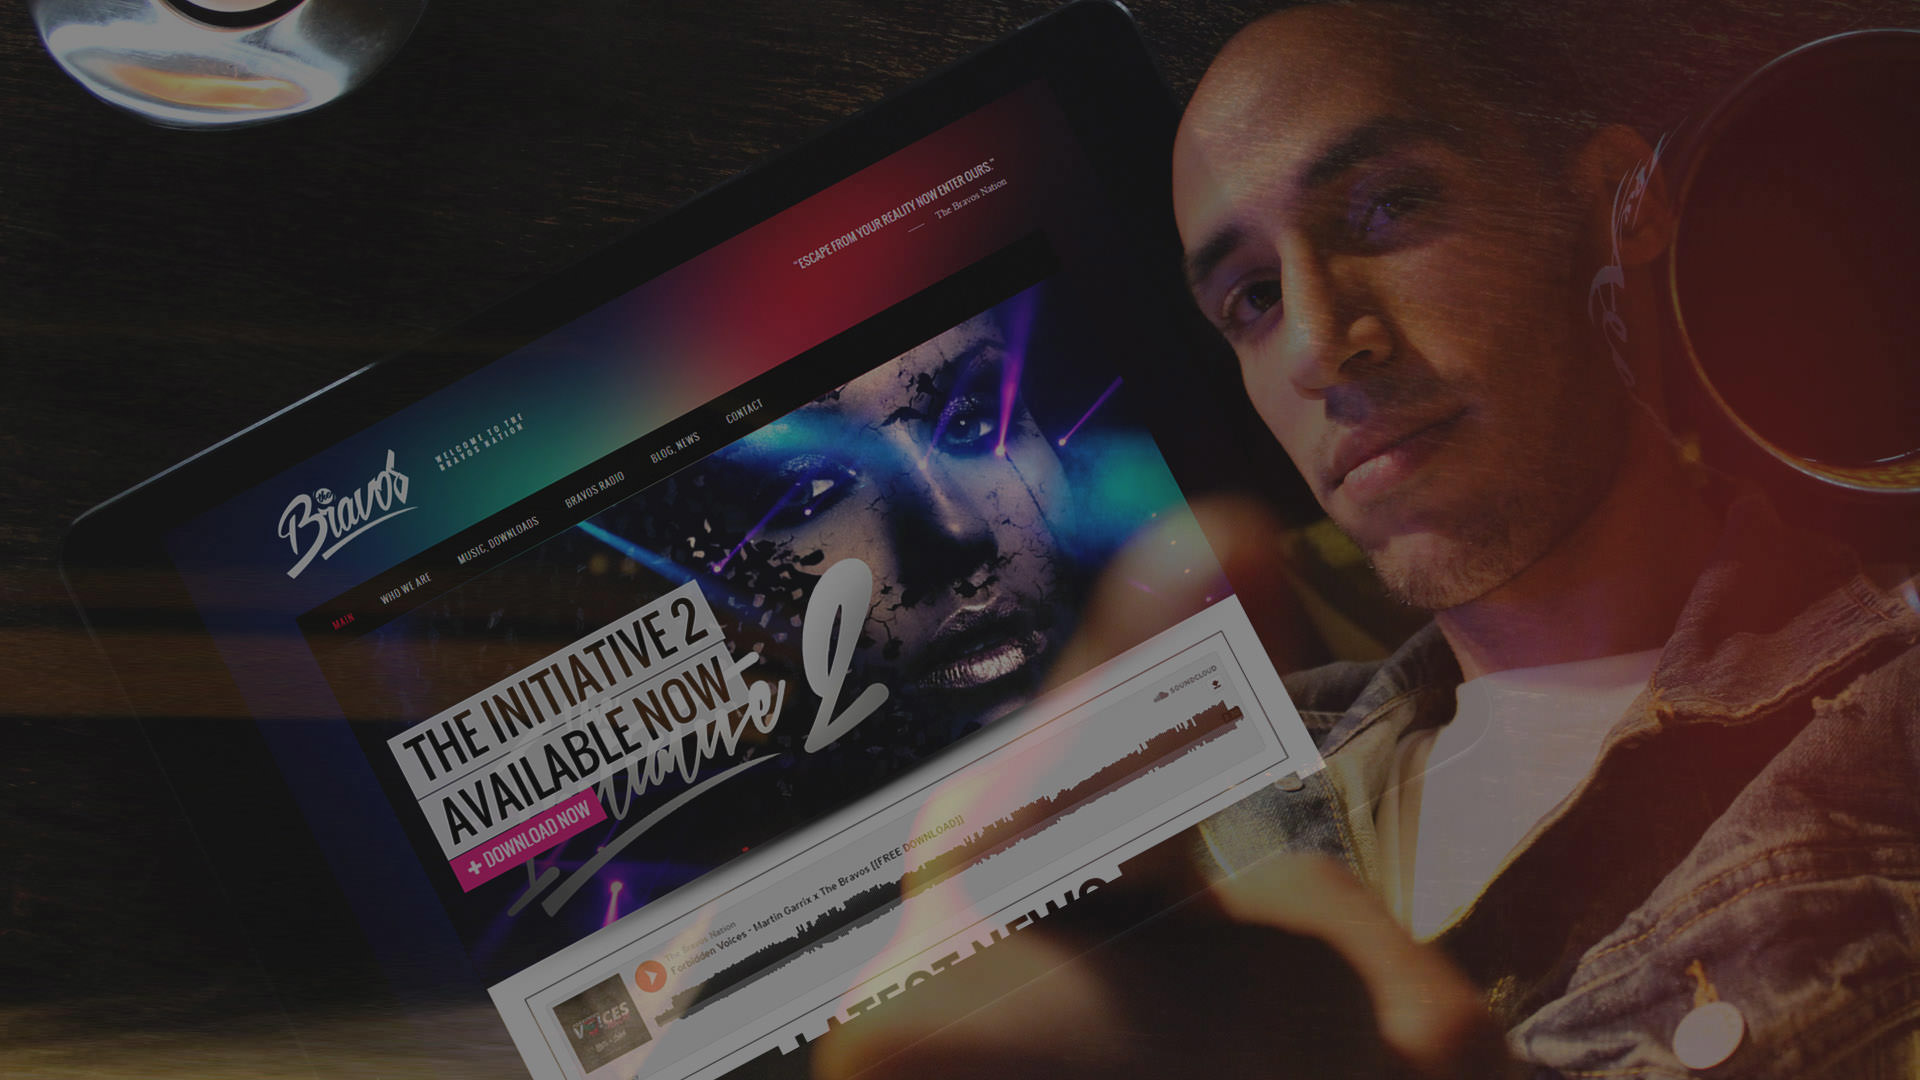 “ESCAPE FROM YOUR REALITY NOW ENTER OURS.”
The Bravos Nation
the
Bravos
WELCOME TO THE
BRAVOS NATION
MAIN
WHO WE ARE
MUSIC, DOWNLOADS
BRAVOS RADIO
BLOG, NEWS
CONTACT
THE INITIATIVE 2
AVAILABLE NOW
+ DOWNLOAD NOW
Initiative 2
SOUNDCLOUD
The Bravos Nation
Forbidden Voices - Martin Garrix x The Bravos [[FREE DOWNLOAD]]
VOICES
LATEST NEWS